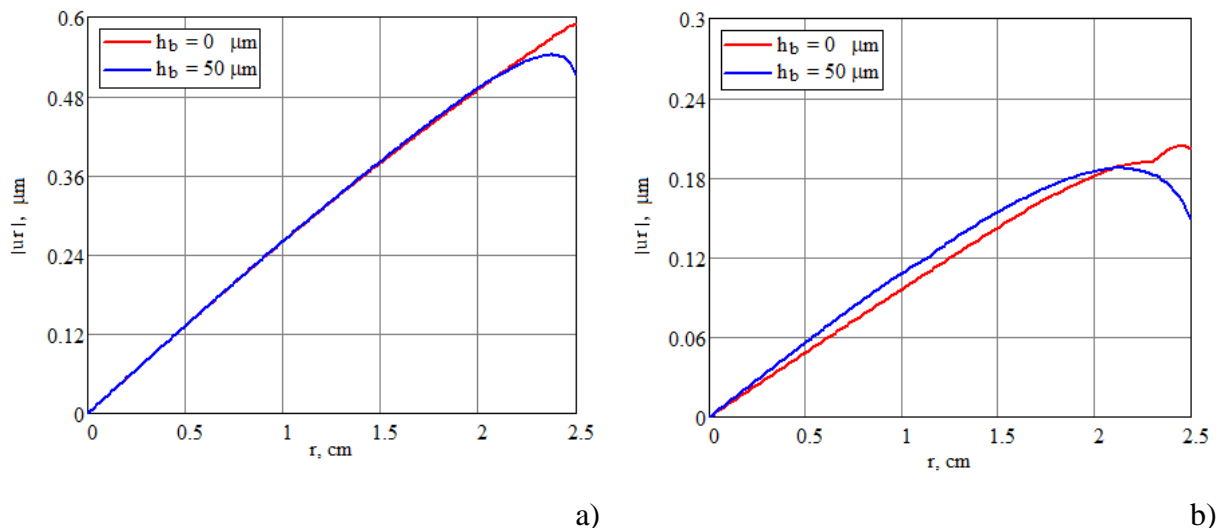 0.6
0.48
0.36
0.24
0.12
0
|ur|, μm
h_b = 0 μm
h_b = 50 μm
0 0.5 1 1.5 2 2.5
r, cm
a)
0.3
0.24
0.18
0.12
0.06
0
|ur|, μm
h_b = 0 μm
h_b = 50 μm
0 0.5 1 1.5 2 2.5
r, cm
b)